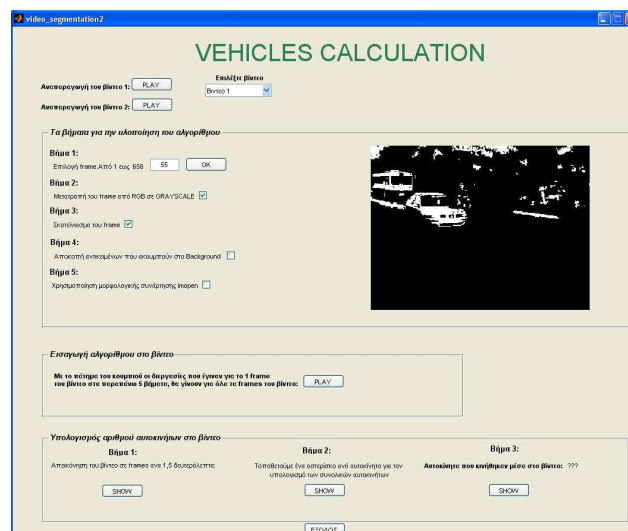 video_segmentation2
VEHICLES CALCULATION
Αναπαραγωγή του βίντεο 1: PLAY
Επιλέξτε βίντεο
Βίντεο 1
Αναπαραγωγή του βίντεο 2: PLAY
Τα βήματα για την υλοποίηση του αλγορίθμου
Βήμα 1:
Επιλογή frame.Από 1 εως 658 55 OK
Βήμα 2:
Μετατροπή του frame από RGB σε GRAYSCALE
Βήμα 3:
Σκοτείνιασμα του frame
Βήμα 4:
Αποκοπή αντικειμένων που ακουμπούν στο Background
Βήμα 5:
Χρησιμοποίηση μορφολογικής συνάρτησης imopen
Εισαγωγή αλγορίθμου στο βίντεο
Με το πάτημα του κουμπιού οι διεργασίες που έγιναν για το 1 frame
του βίντεο στα παραπάνω 5 βήματα, θα γίνουν για όλα τα frames του βίντεο: PLAY
Υπολογισμός αριθμού αυτοκινήτων στο βίντεο
Βήμα 1:
Απεικόνηση του βίντεο σε frames ανα 1,5 δευτερόλεπτα:
SHOW
Βήμα 2:
Τοποθετούμε ένα αστερίσκο ανά αυτοκίνητο για τον
υπολογισμό των συνολικών αυτοκινήτων
SHOW
Βήμα 3:
Αυτοκίνητα που κινήθηκαν μέσα στο βίντεο: ???
SHOW
ΕΞΟΔΟΣ